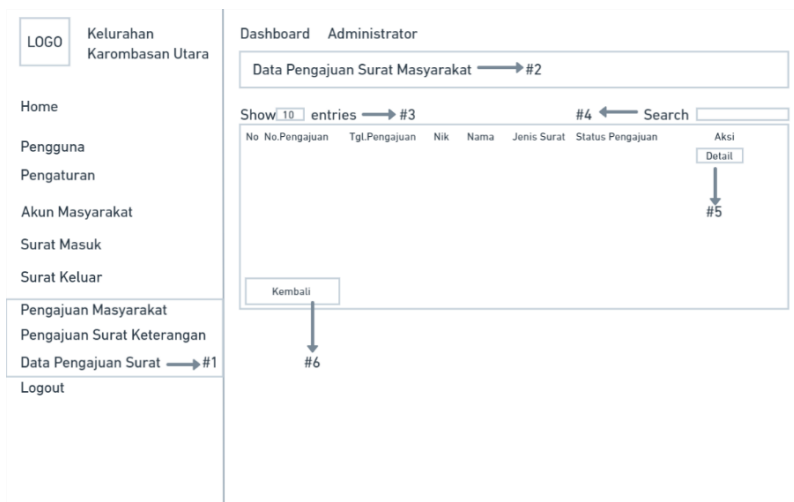 LOGO
Kelurahan
Karombasan Utara
Home
Pengguna
Pengaturan
Akun Masyarakat
Surat Masuk
Surat Keluar
Pengajuan Masyarakat
Pengajuan Surat Keterangan
Data Pengajuan Surat #1
Logout
Dashboard Administrator
Data Pengajuan Surat Masyarakat #2
Show 10 entries #3 #4 Search
No No.Pengajuan Tgl.Pengajuan Nik Nama Jenis Surat Status Pengajuan Aksi
Detail
#5
Kembali
#6